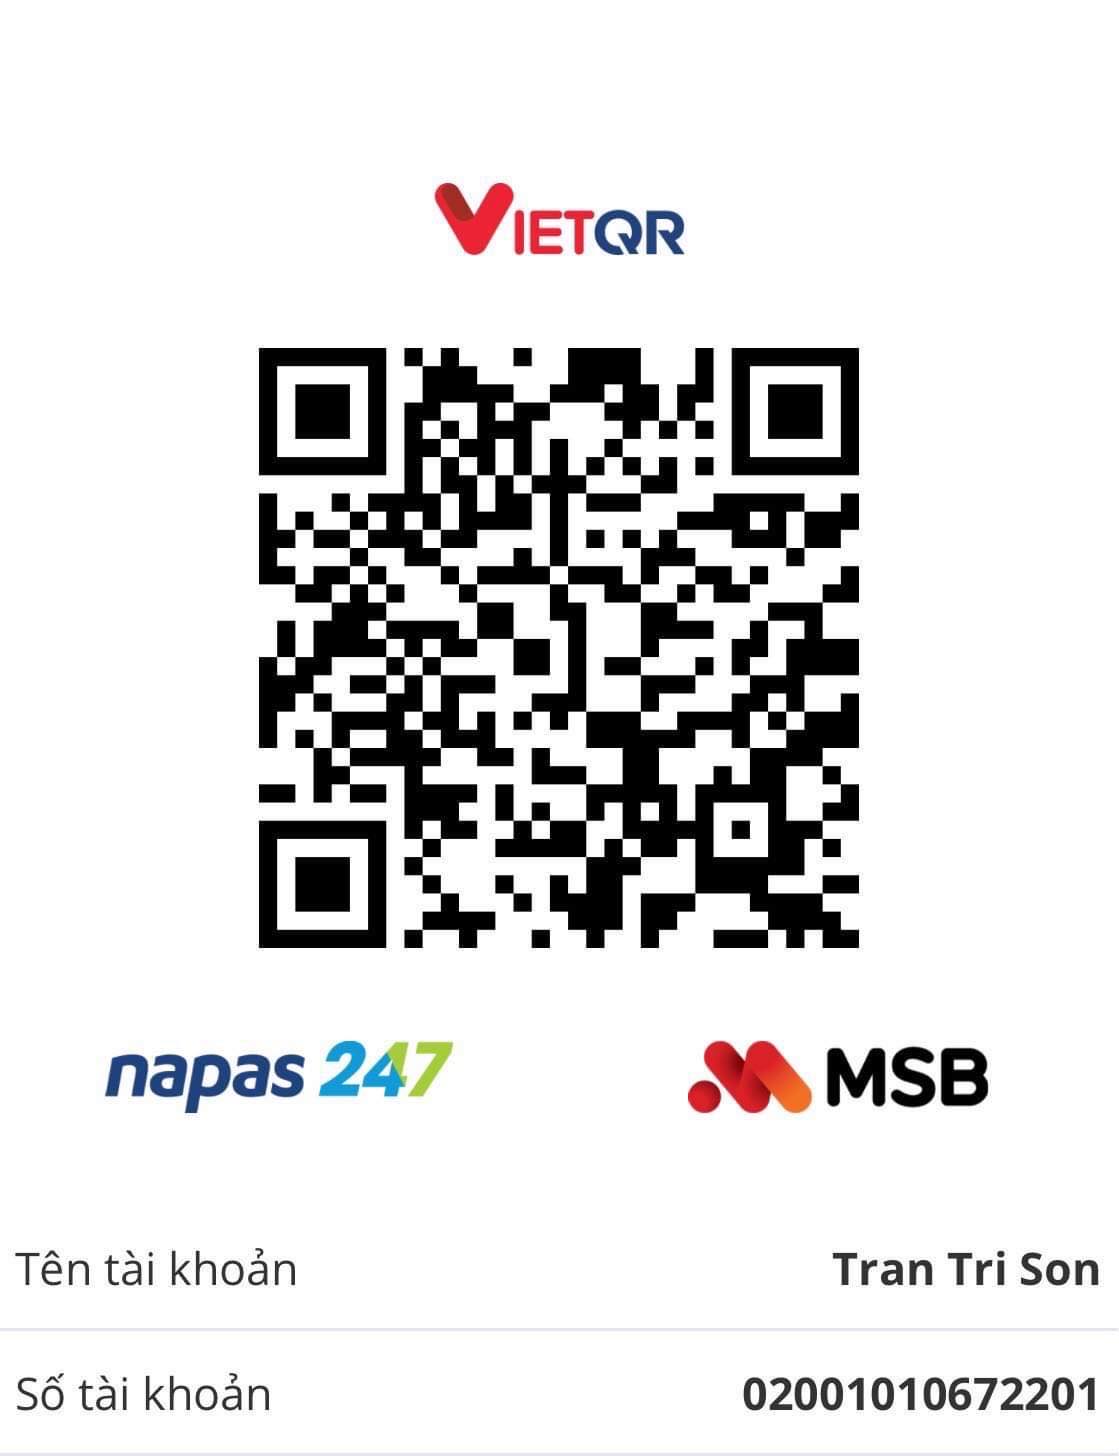 VIETQR
napas 247
MSB
Tên tài khoản Tran Tri Son
Số tài khoản 02001010672201